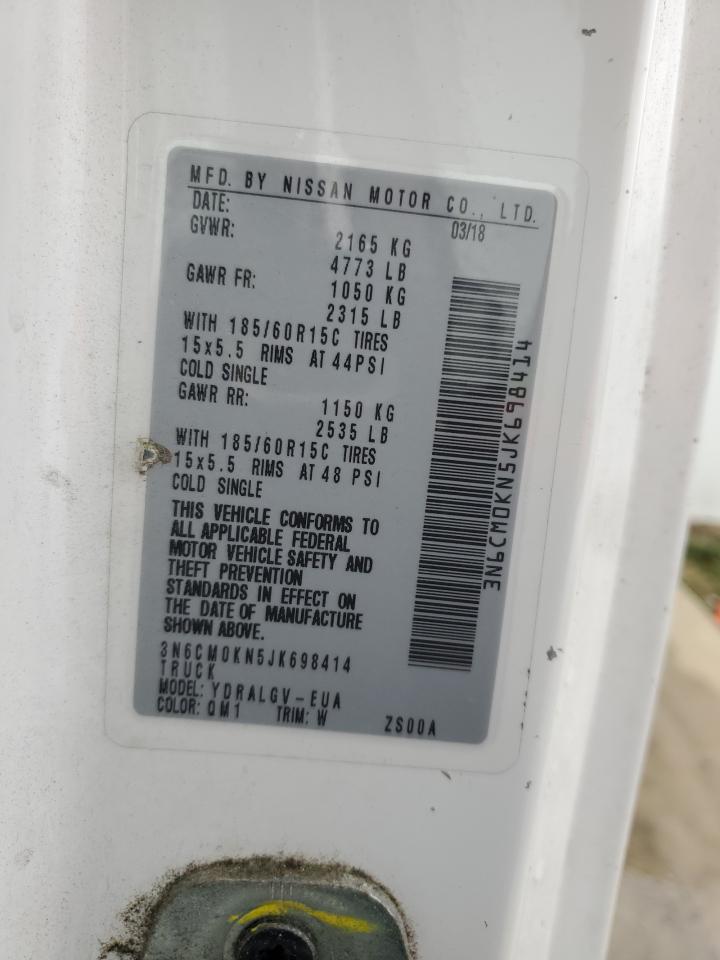 MFD. BY NISSAN MOTOR CO., LTD.
DATE: 03/18
GVWR: 2165 KG
4773 LB
GAWR FR: 1050 KG
2315 LB
WITH 185/60R15C TIRES
15x5.5 RIMS AT 44PSI
COLD SINGLE
GAWR RR: 1150 KG
2535 LB
WITH 185/60R15C TIRES
15x5.5 RIMS AT 48 PSI
COLD SINGLE
THIS VEHICLE CONFORMS TO
ALL APPLICABLE FEDERAL
MOTOR VEHICLE SAFETY AND
THEFT PREVENTION
STANDARDS IN EFFECT ON
THE DATE OF MANUFACTURE
SHOWN ABOVE.
3N6CM0KN5JK698414
TRUCK
MODEL: YDRALGV-EUA
COLOR: QM1 TRIM: W ZS00A
3N6CM0KN5JK698414